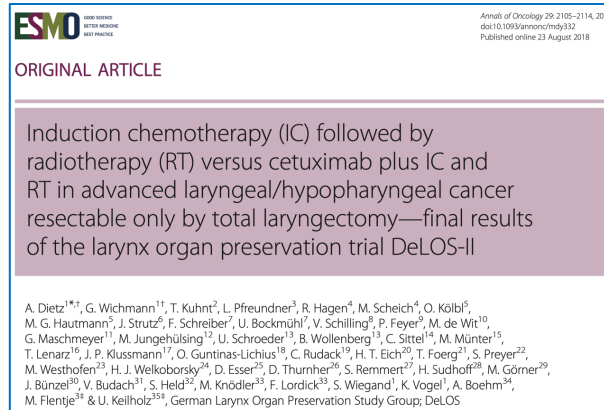 ESMO
GOOD SCIENCE
BETTER MEDICINE
BEST PRACTICE
Annals of Oncology 29: 2105–2114, 20
doi:10.1093/annonc/mdy332
Published online 23 August 2018
ORIGINAL ARTICLE
Induction chemotherapy (IC) followed by
radiotherapy (RT) versus cetuximab plus IC and
RT in advanced laryngeal/hypopharyngeal cancer
resectable only by total laryngectomy—final results
of the larynx organ preservation trial DeLOS-II
A. Dietz1*,†, G. Wichmann1†, T. Kuhnt2, L. Pfreundner3, R. Hagen4, M. Scheich4, O. Kölbl5,
M. G. Hautmann5, J. Strutz6, F. Schreiber7, U. Bockmühl7, V. Schilling8, P. Feyer9, M. de Wit10,
G. Maschmeyer11, M. Jungehülsing12, U. Schroeder13, B. Wollenberg13, C. Sittel14, M. Münter15,
T. Lenarz16, J. P. Klussmann17, O. Guntinas-Lichius18, C. Rudack19, H. T. Eich20, T. Foerg21, S. Preyer22,
M. Westhofen23, H. J. Welkoborsky24, D. Esser25, D. Thurnher26, S. Remmert27, H. Sudhoff28, M. Görner29,
J. Bünzel30, V. Budach31, S. Held32, M. Knödler33, F. Lordick33, S. Wiegand1, K. Vogel1, A. Boehm34,
M. Flentje3‡ & U. Keilholz35‡, German Larynx Organ Preservation Study Group; DeLOS